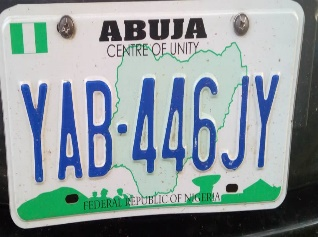 ABUJA
CENTRE OF UNITY
YAB·446JY
FEDERAL REPUBLIC OF NIGERIA